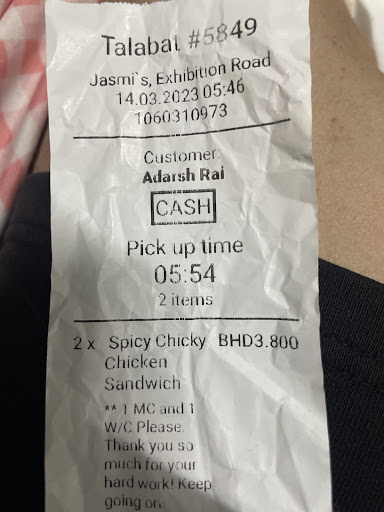 Talabat #5849
Jasmi`s, Exhibition Road
14.03.2023 05:46
1060310973
Customer:
Adarsh Rai
CASH
Pick up time
05:54
2 items
2 x Spicy Chicky BHD3.800
Chicken
Sandwich
** 1 MC and 1
W/C Please.
Thank you so
much for your
hard work! Keep
going on